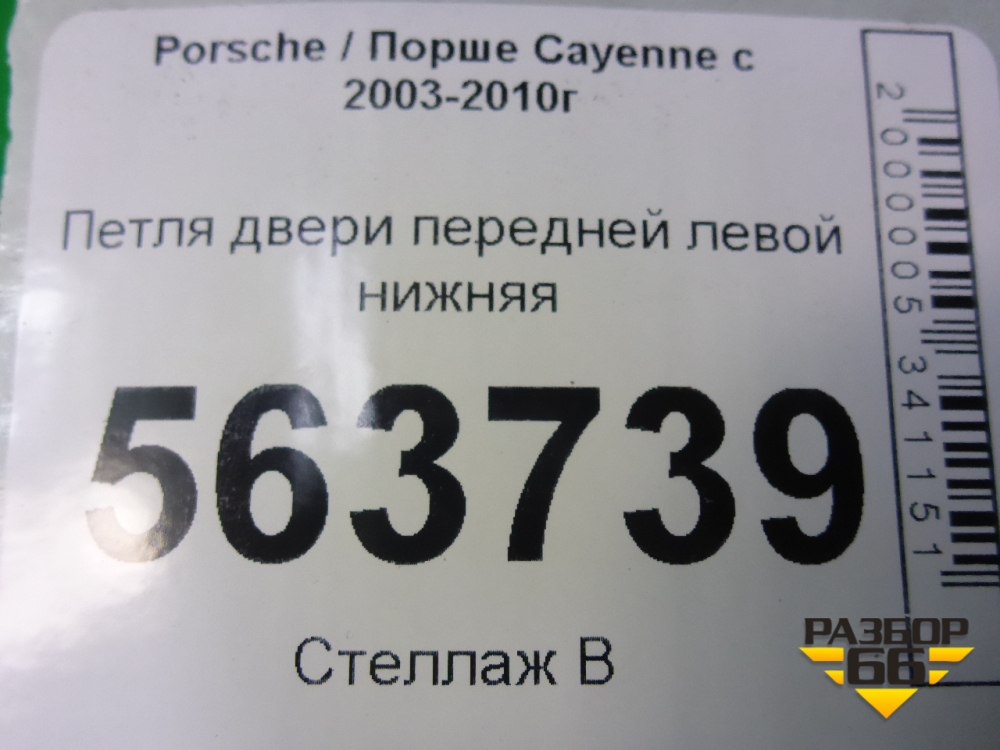 Porsche / Порше Cayenne с
2003-2010г
Петля двери передней левой
нижняя
563739
Стеллаж В
2000005341151
РАЗБОР
66